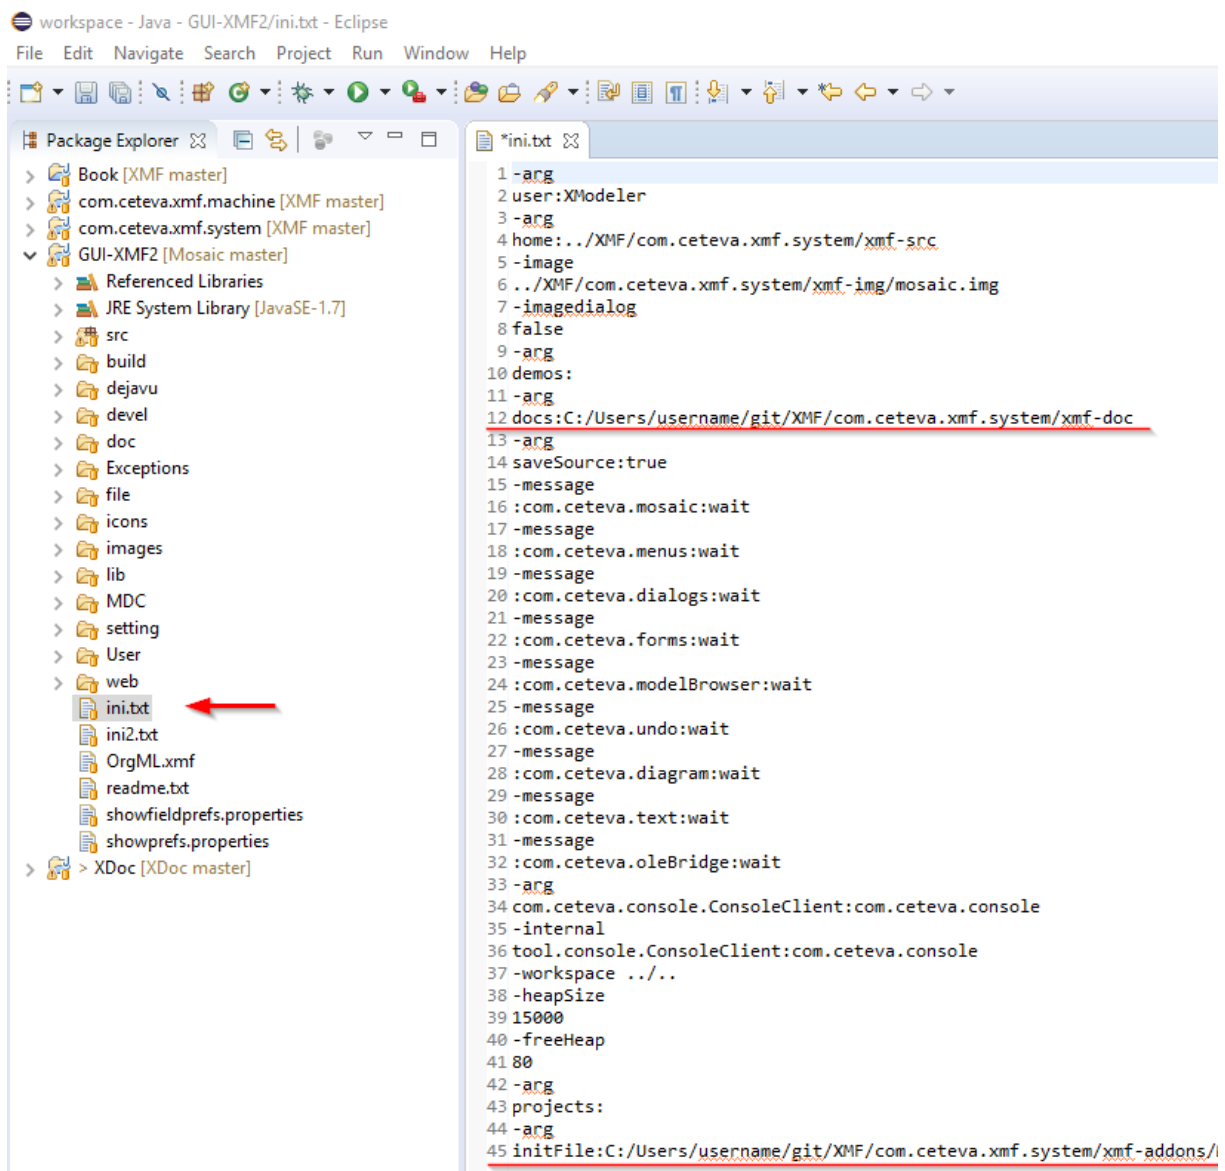 workspace - Java - GUI-XMF2/ini.txt - Eclipse
File Edit Navigate Search Project Run Window Help
Package Explorer
*ini.txt
Book [XMF master]
com.ceteva.xmf.machine [XMF master]
com.ceteva.xmf.system [XMF master]
GUI-XMF2 [Mosaic master]
Referenced Libraries
JRE System Library [JavaSE-1.7]
src
build
dejavu
devel
doc
Exceptions
file
icons
images
lib
MDC
setting
User
web
ini.txt
ini2.txt
OrgML.xmf
readme.txt
showfieldprefs.properties
showprefs.properties
> XDoc [XDoc master]
1 -arg
2 user:XModeler
3 -arg
4 home:../XMF/com.ceteva.xmf.system/xmf-src
5 -image
6 ../XMF/com.ceteva.xmf.system/xmf-img/mosaic.img
7 -imagedialog
8 false
9 -arg
10 demos:
11 -arg
12 docs:C:/Users/username/git/XMF/com.ceteva.xmf.system/xmf-doc
13 -arg
14 saveSource:true
15 -message
16 :com.ceteva.mosaic:wait
17 -message
18 :com.ceteva.menus:wait
19 -message
20 :com.ceteva.dialogs:wait
21 -message
22 :com.ceteva.forms:wait
23 -message
24 :com.ceteva.modelBrowser:wait
25 -message
26 :com.ceteva.undo:wait
27 -message
28 :com.ceteva.diagram:wait
29 -message
30 :com.ceteva.text:wait
31 -message
32 :com.ceteva.oleBridge:wait
33 -arg
34 com.ceteva.console.ConsoleClient:com.ceteva.console
35 -internal
36 tool.console.ConsoleClient:com.ceteva.console
37 -workspace ../..
38 -heapSize
39 15000
40 -freeHeap
41 80
42 -arg
43 projects:
44 -arg
45 initFile:C:/Users/username/git/XMF/com.ceteva.xmf.system/xmf-addons/